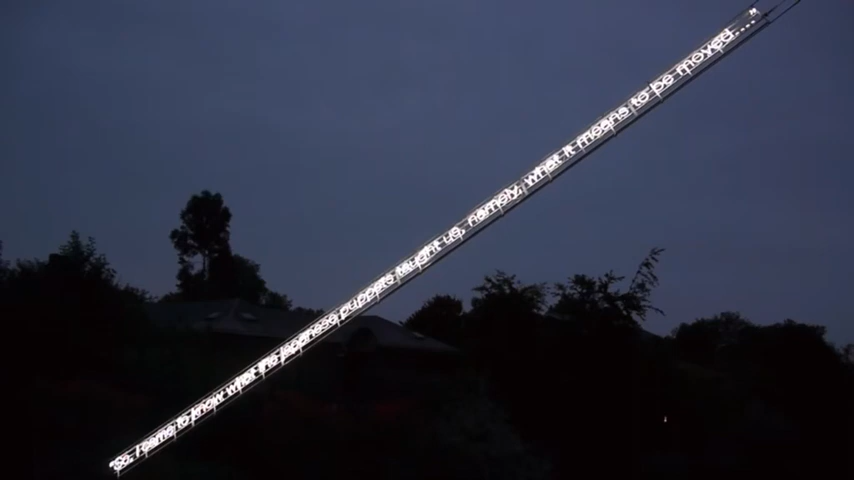 "So, I came to know what the Japanese puppets taught us, namely, what it means to be moved...."